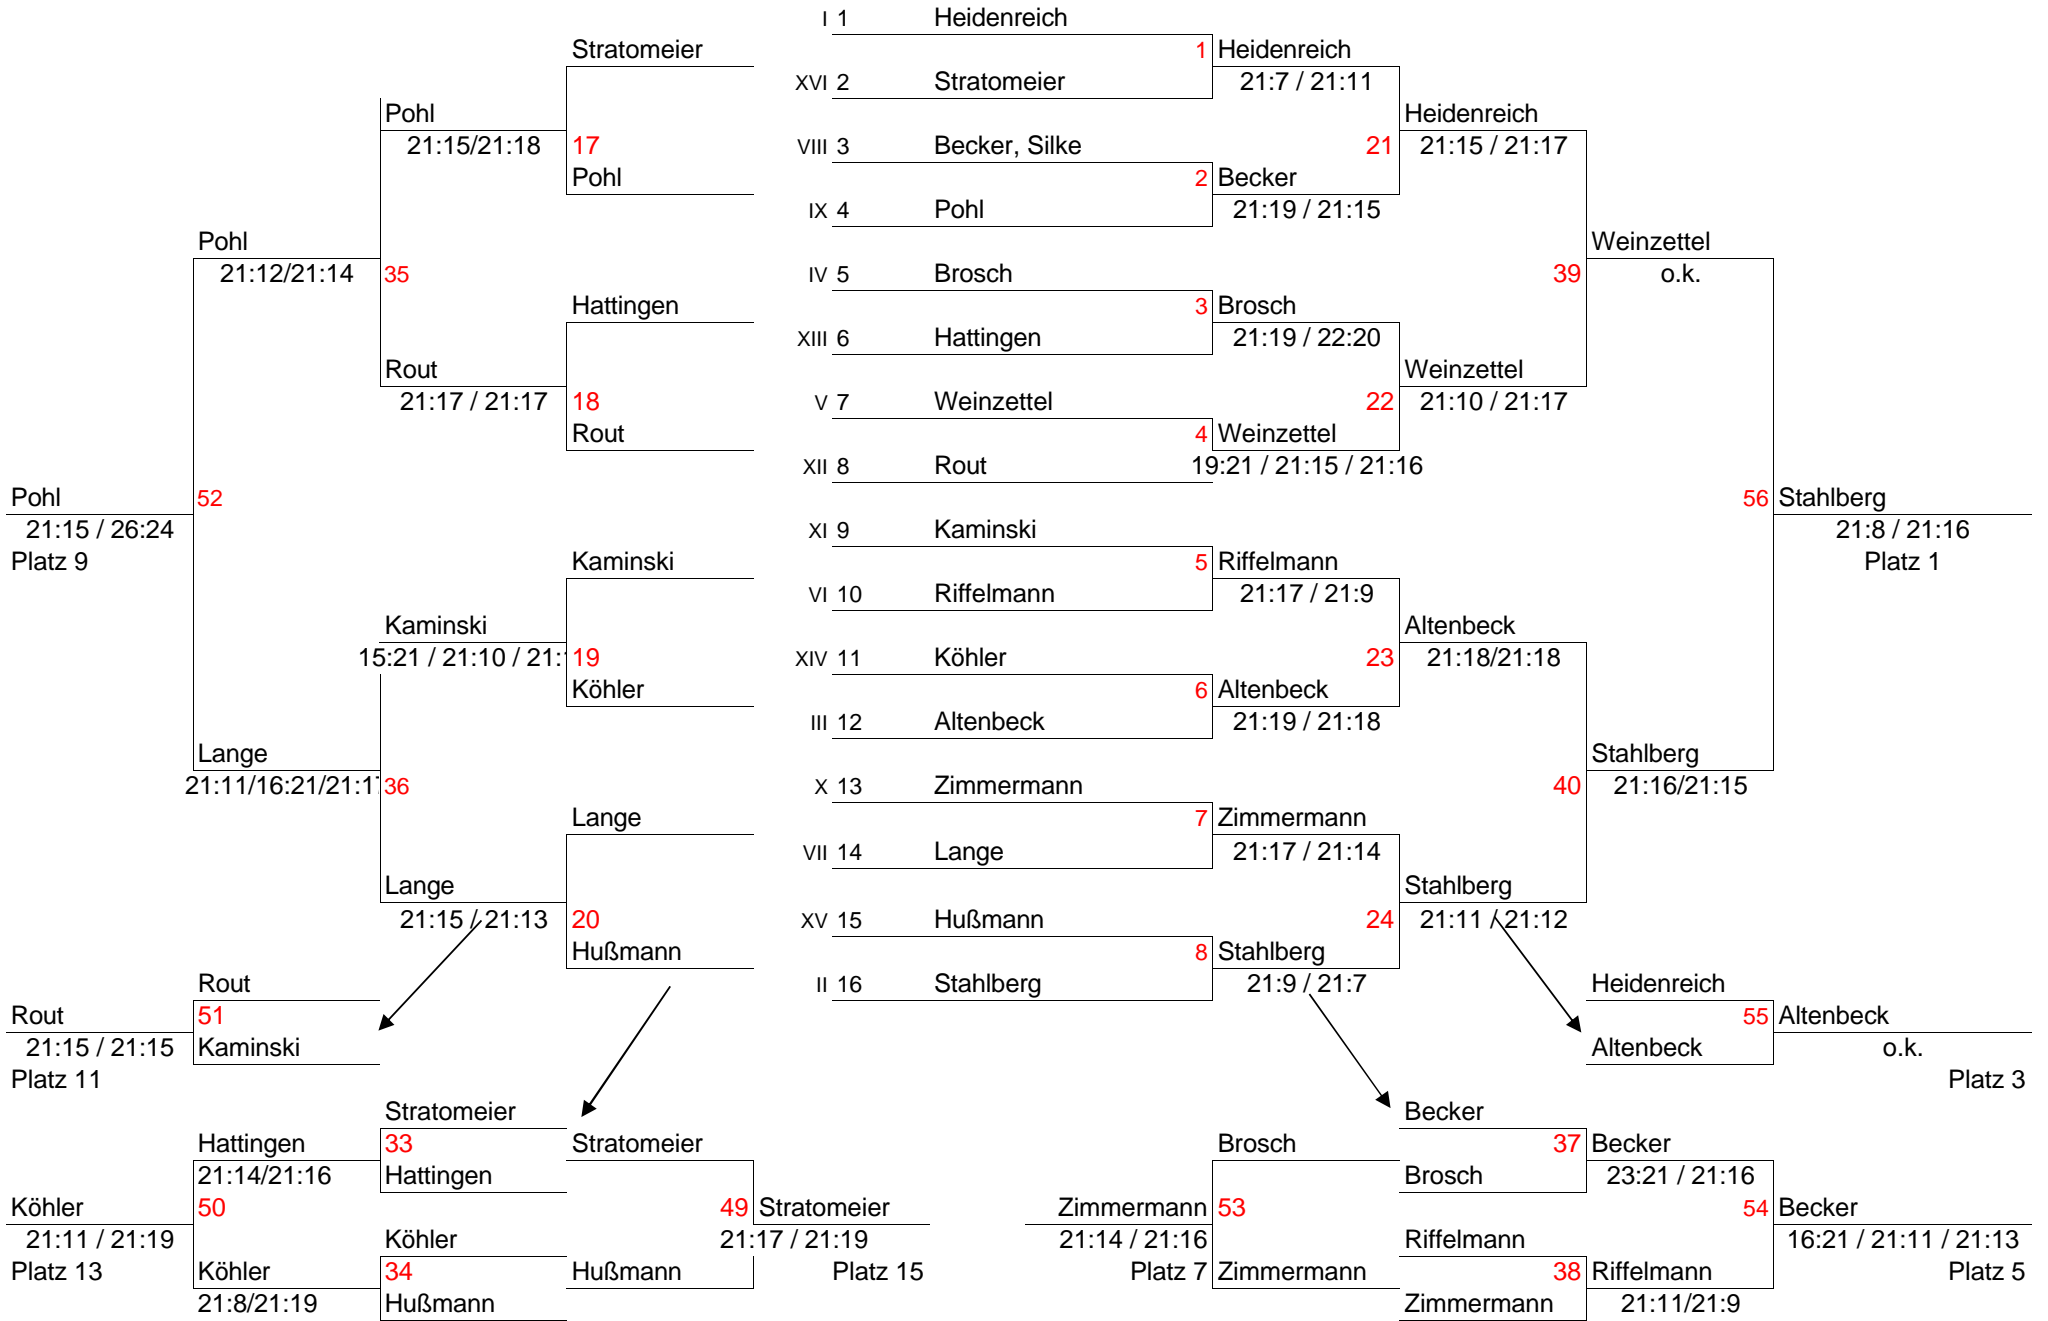 I 1 Heidenreich
Stratomeier 1 Heidenreich
XVI 2 Stratomeier 21:7 / 21:11
Pohl Heidenreich
21:15/21:18 17 VIII 3 Becker, Silke 21 21:15 / 21:17
Pohl 2 Becker
IX 4 Pohl 21:19 / 21:15
Pohl Weinzettel
21:12/21:14 35 IV 5 Brosch 39 o.k.
Hattingen 3 Brosch
XIII 6 Hattingen 21:19 / 22:20
Rout Weinzettel
21:17 / 21:17 18 V 7 Weinzettel 22 21:10 / 21:17
Rout 4 Weinzettel
XII 8 Rout 19:21 / 21:15 / 21:16
Pohl 52 56 Stahlberg
21:15 / 26:24 XI 9 Kaminski 21:8 / 21:16
Platz 9 Kaminski 5 Riffelmann Platz 1
VI 10 Riffelmann 21:17 / 21:9
Kaminski Altenbeck
15:21 / 21:10 / 21: 19 XIV 11 Köhler 23 21:18/21:18
Köhler 6 Altenbeck
III 12 Altenbeck 21:19 / 21:18
Lange Stahlberg
21:11/16:21/21:17 36 X 13 Zimmermann 40 21:16/21:15
Lange 7 Zimmermann
VII 14 Lange 21:17 / 21:14
Lange Stahlberg
21:15 / 21:13 20 XV 15 Hußmann 24 21:11 / 21:12
Hußmann 8 Stahlberg
Rout II 16 Stahlberg 21:9 / 21:7 Heidenreich
Rout 51 55 Altenbeck
21:15 / 21:15 Kaminski Altenbeck o.k.
Platz 11 Platz 3
Stratomeier Becker
Hattingen 33 Stratomeier Brosch 37 Becker
21:14/21:16 Hattingen Brosch 23:21 / 21:16
Köhler 50 49 Stratomeier Zimmermann 53 54 Becker
21:11 / 21:19 Köhler 21:17 / 21:19 21:14 / 21:16 Riffelmann 16:21 / 21:11 / 21:13
Platz 13 Köhler 34 Hußmann Platz 15 Platz 7 Zimmermann 38 Riffelmann Platz 5
21:8/21:19 Hußmann Zimmermann 21:11/21:9